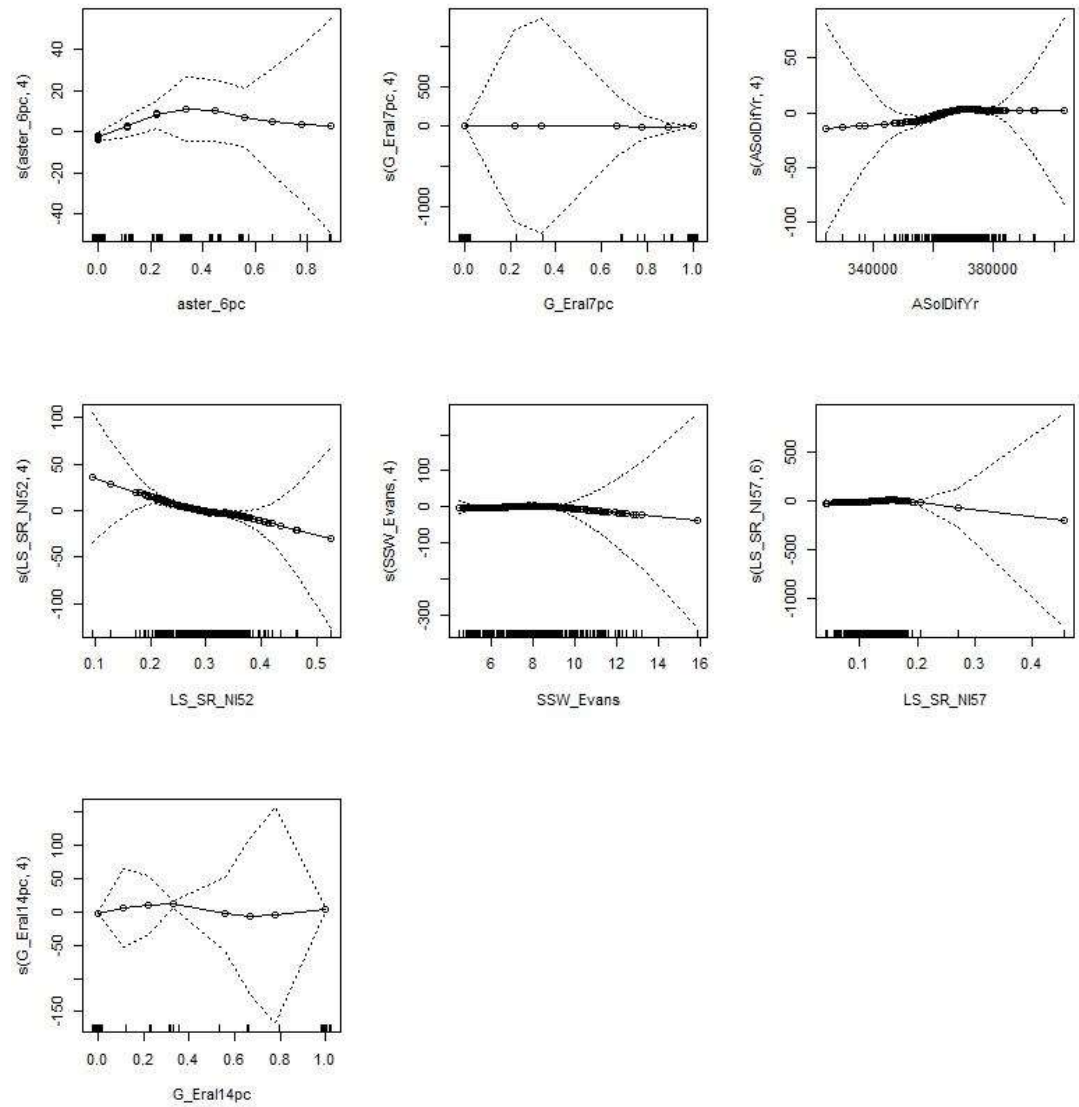 s(aster_6pc, 4)
40
20
0
-20
-40
0.0 0.2 0.4 0.6 0.8
aster_6pc
s(G_Eral7pc, 4)
500
0
-1000
0.0 0.2 0.4 0.6 0.8 1.0
G_Eral7pc
s(ASolDifYr, 4)
50
0
-50
-100
340000 380000
ASolDifYr
s(LS_SR_NI52, 4)
100
50
0
-50
-100
0.1 0.2 0.3 0.4 0.5
LS_SR_NI52
s(SSW_Evans, 4)
100
0
-100
-300
6 8 10 12 14 16
SSW_Evans
s(LS_SR_NI57, 6)
500
0
-500
-1000
0.1 0.2 0.3 0.4
LS_SR_NI57
s(G_Eral14pc, 4)
100
50
0
-50
-150
0.0 0.2 0.4 0.6 0.8 1.0
G_Eral14pc